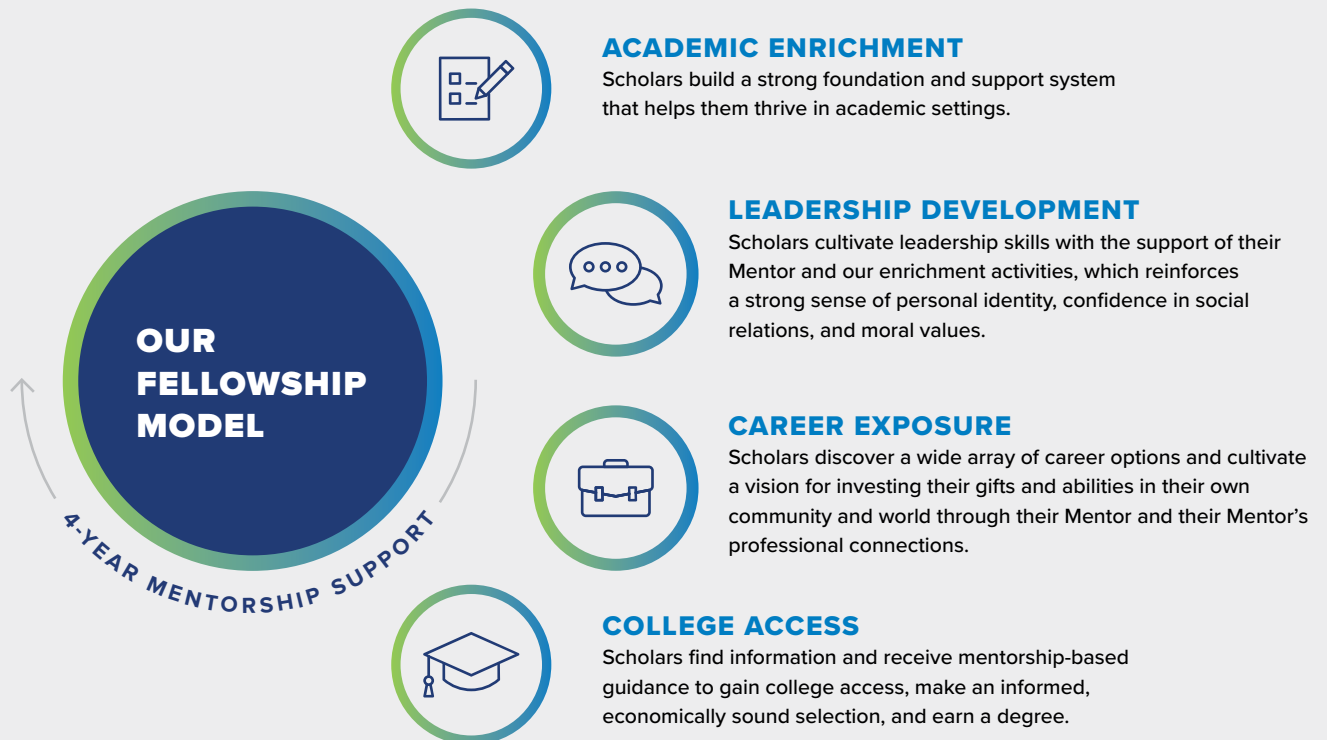 ACADEMIC ENRICHMENT
Scholars build a strong foundation and support system
that helps them thrive in academic settings.
LEADERSHIP DEVELOPMENT
Scholars cultivate leadership skills with the support of their
Mentor and our enrichment activities, which reinforces
a strong sense of personal identity, confidence in social
relations, and moral values.
OUR
FELLOWSHIP
MODEL
4-YEAR MENTORSHIP SUPPORT
CAREER EXPOSURE
Scholars discover a wide array of career options and cultivate
a vision for investing their gifts and abilities in their own
community and world through their Mentor and their Mentor’s
professional connections.
COLLEGE ACCESS
Scholars find information and receive mentorship-based
guidance to gain college access, make an informed,
economically sound selection, and earn a degree.